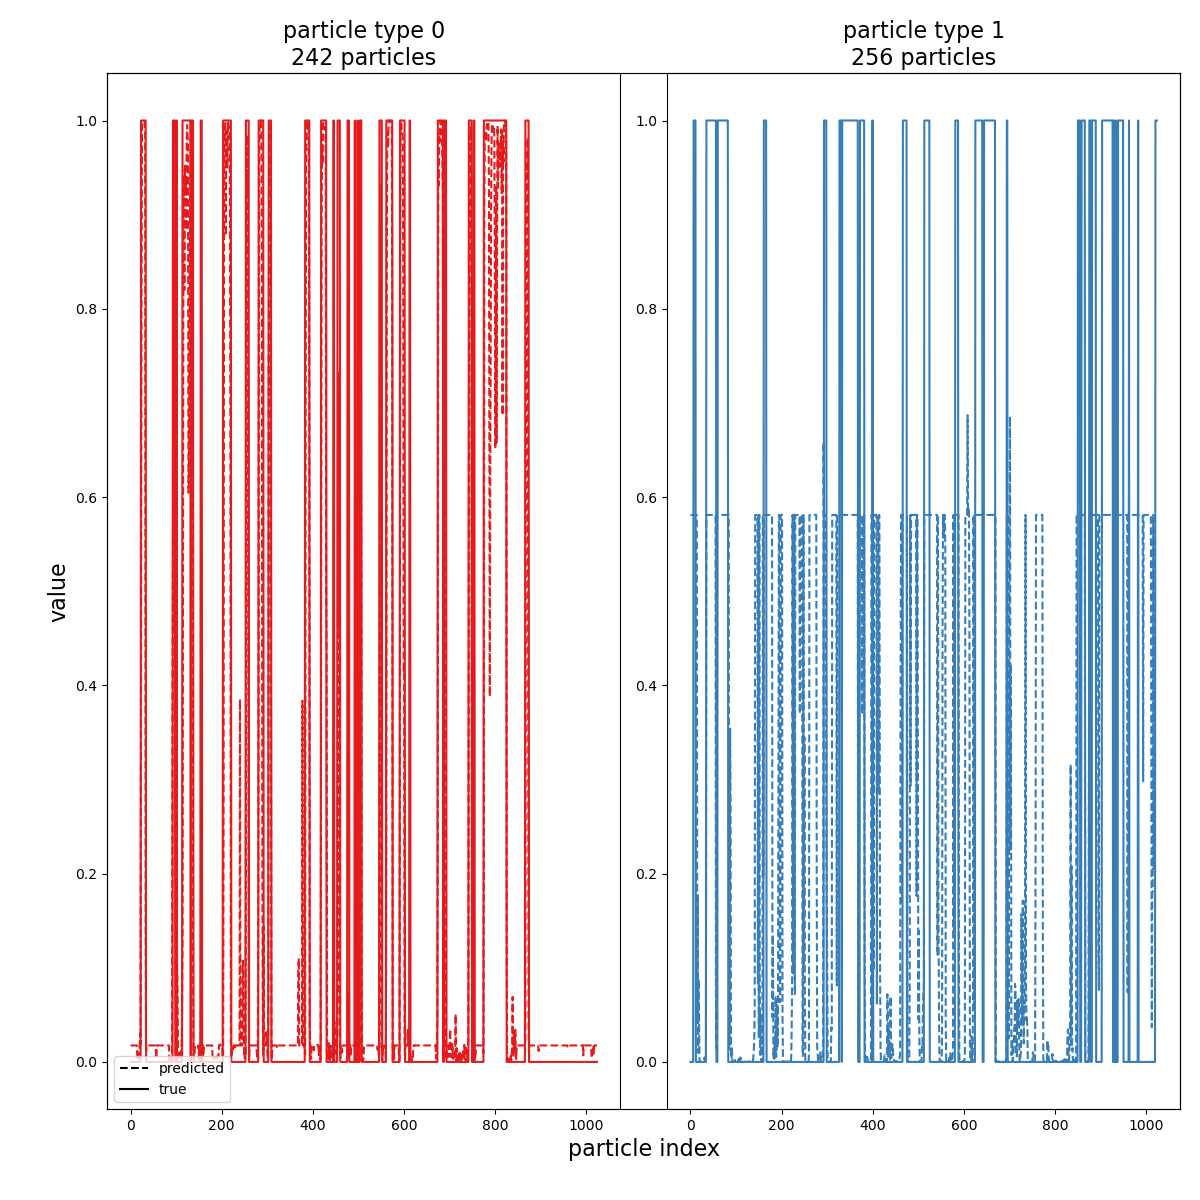 particle type 0
242 particles
particle type 1
256 particles
1.0
0.8
0.6
0.4
0.2
0.0
1.0
0.8
0.6
0.4
0.2
0.0
value
predicted
true
0 200 400 600 800 1000
0 200 400 600 800 1000
particle index